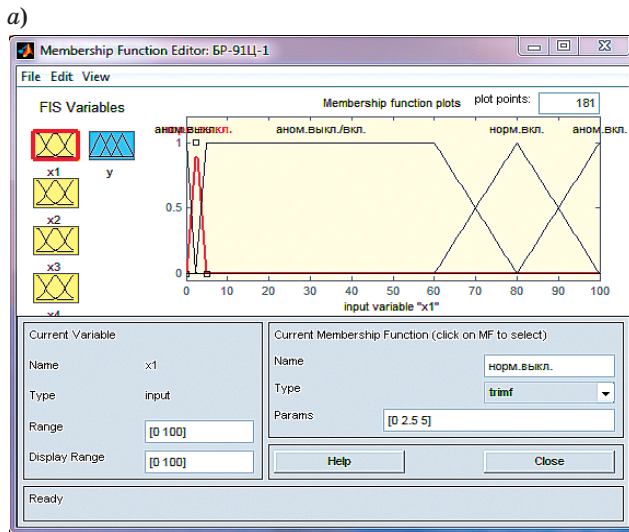 а)
Membership Function Editor: БР-91Ц-1
File Edit View
FIS Variables
Membership function plots
plot points:
181
аном.выкл./вкл.
норм.вкл.
аном.вкл.
x1
y
x2
x3
x4
1
0.5
0
0 10 20 30 40 50 60 70 80 90 100
input variable "x1"
Current Variable
Name x1
Type input
Range [0 100]
Display Range [0 100]
Current Membership Function (click on MF to select)
Name норм.выкл.
Type trimf
Params [0 2.5 5]
Help
Close
Ready